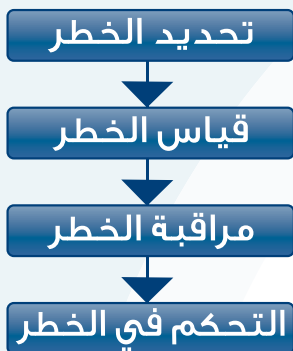 تحديد الخطر
قياس الخطر
مراقبة الخطر
التحكم في الخطر